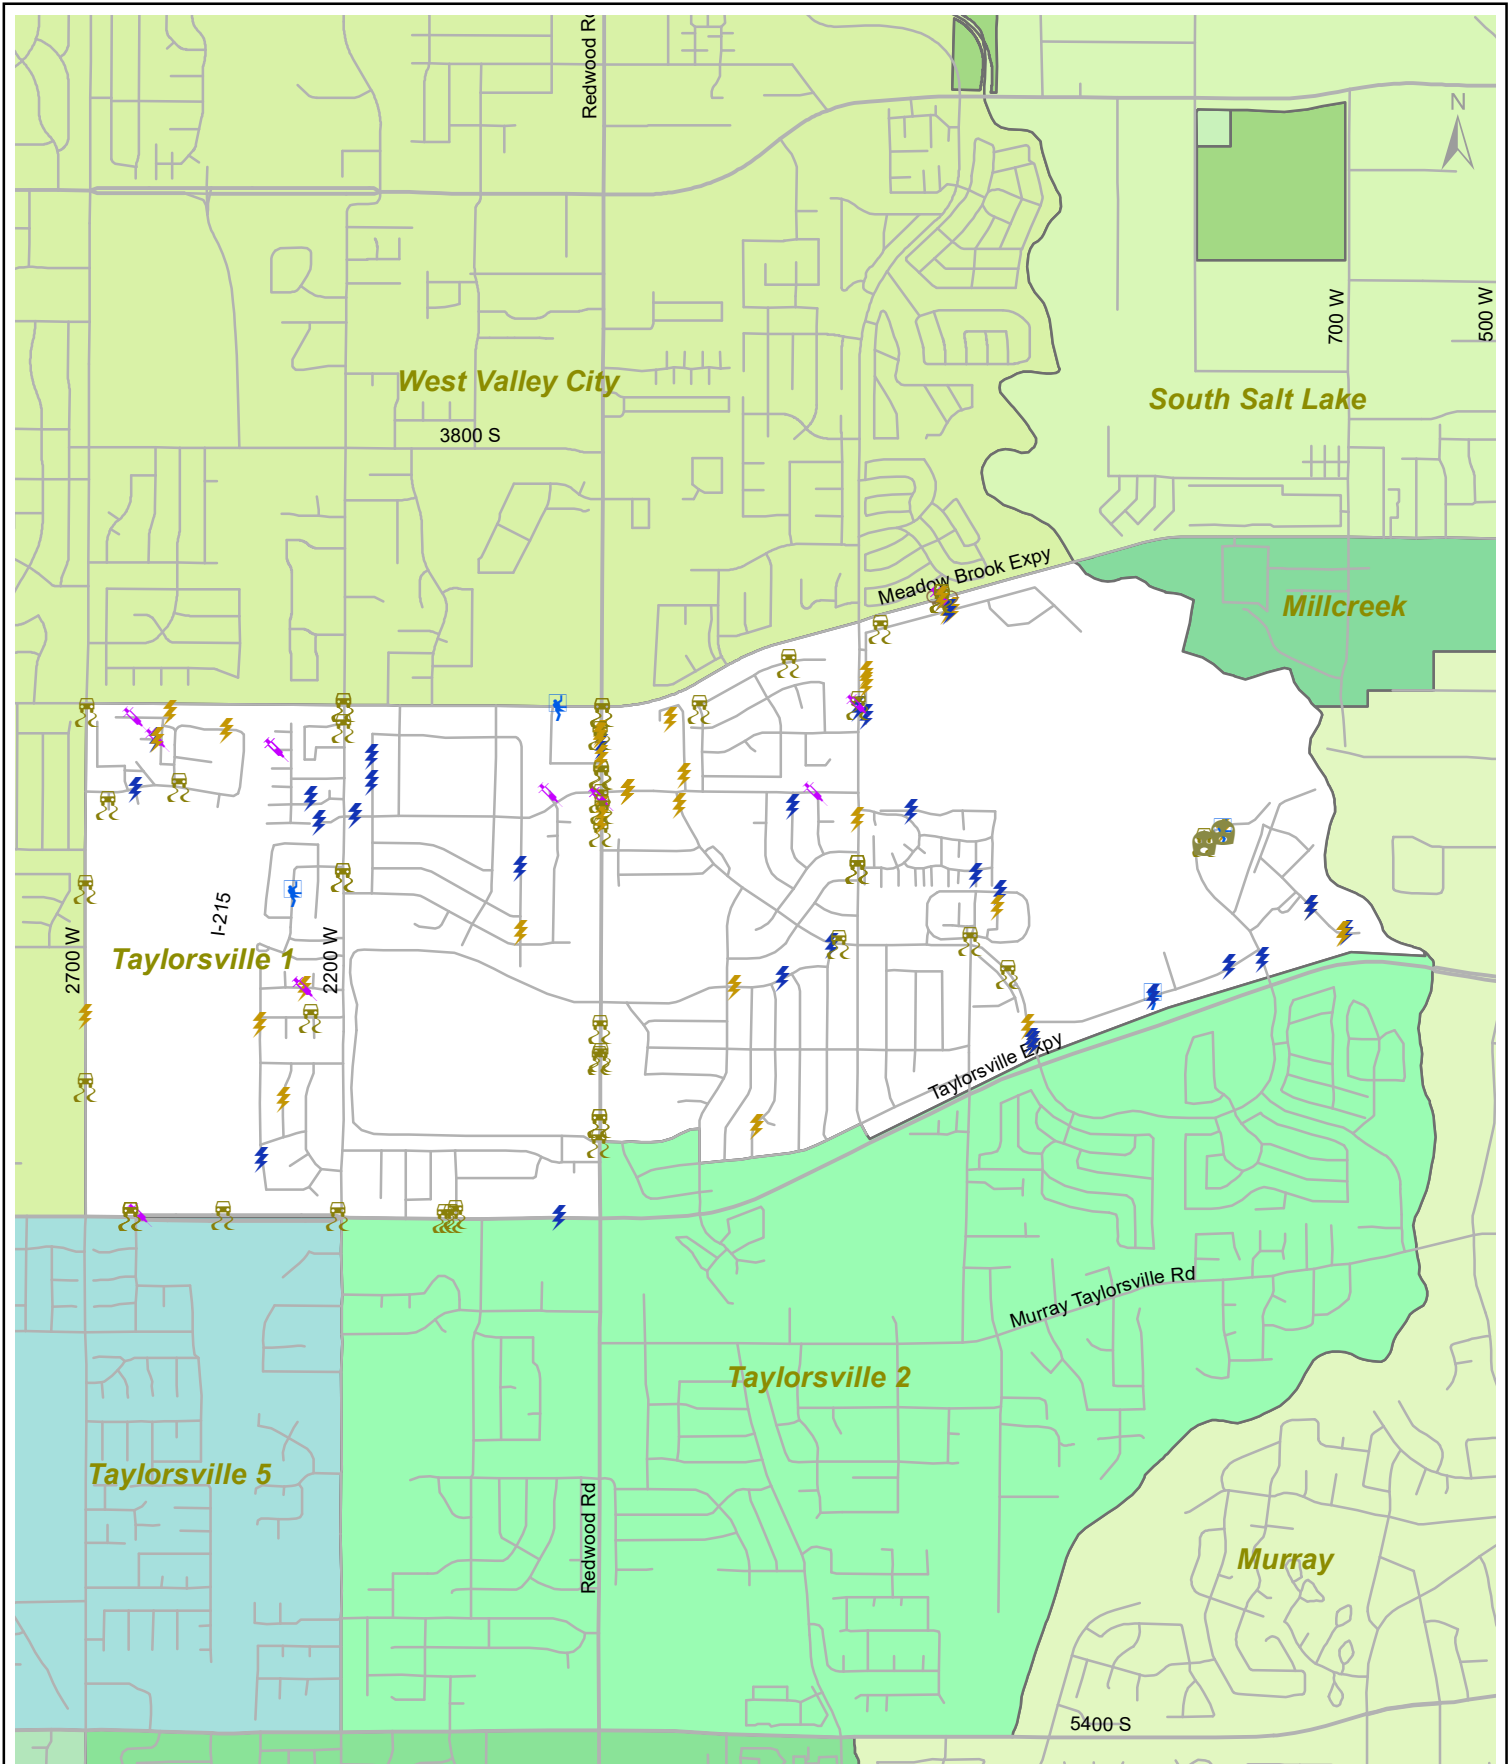 Redwood Rd
N
700 W
500 W
West Valley City
South Salt Lake
3800 S
Meadow Brook Expy
Millcreek
I-215
2700 W
Taylorsville 1
2200 W
Taylorsville Expy
Murray Taylorsville Rd
Taylorsville 2
Taylorsville 5
Redwood Rd
Murray
5400 S